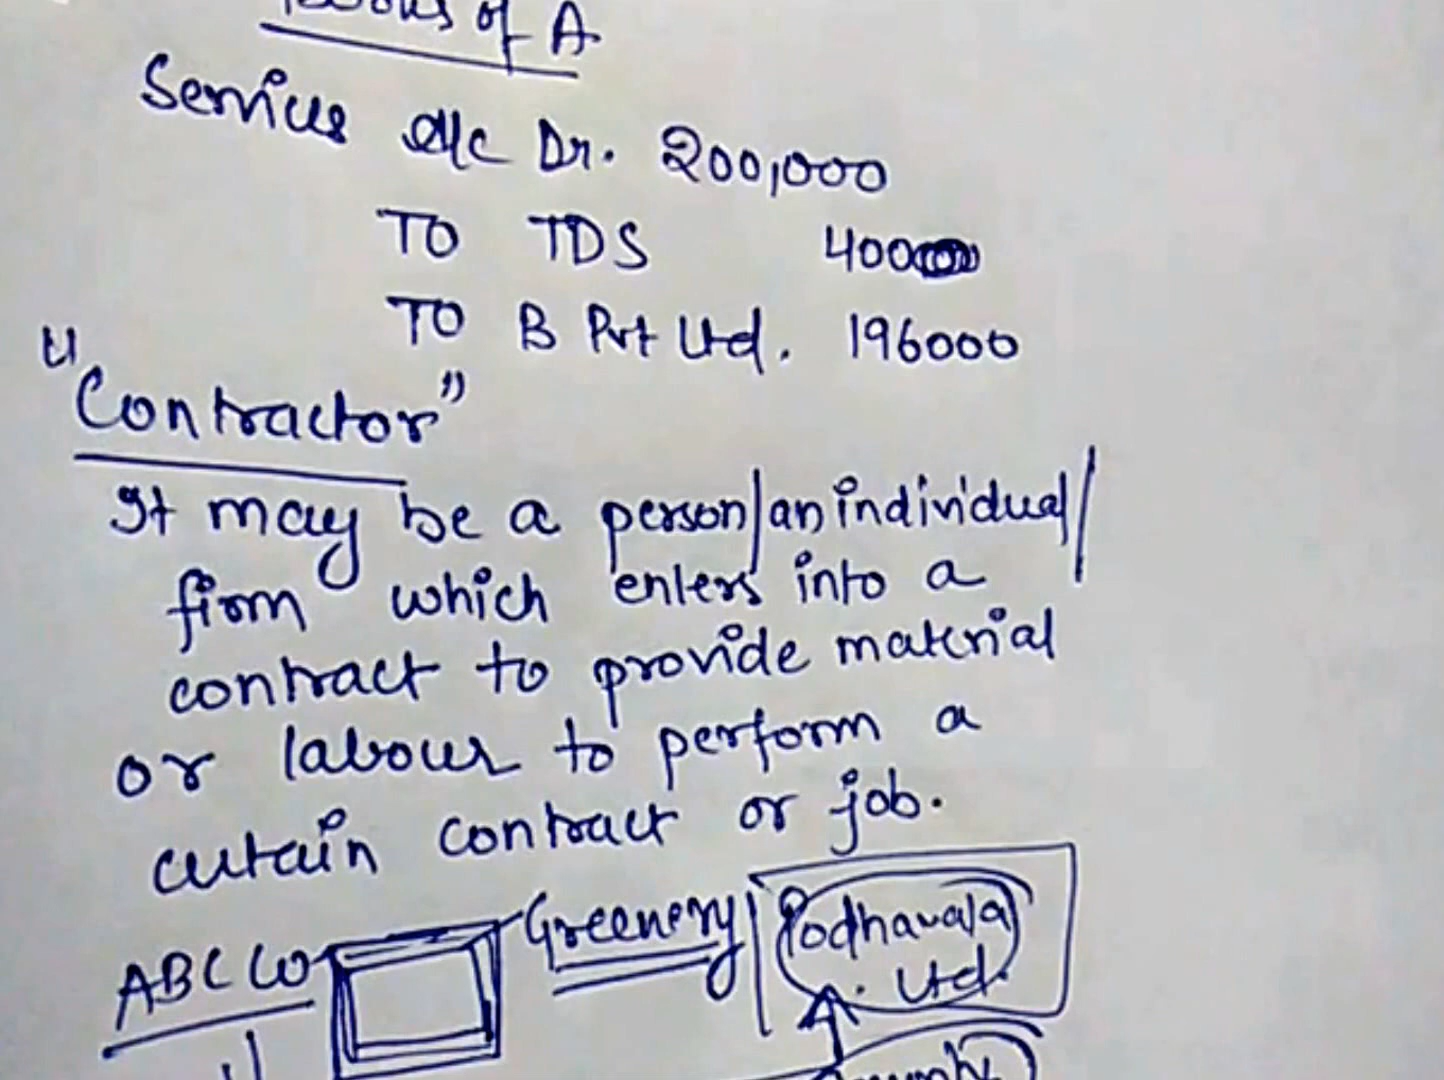 Books of A
Services A/c Dr. 200,000
TO TDS 4000
TO B Pvt Ltd. 196000
"Contractor"
It may be a person/an individual/
firm which enters into a
contract to provide material
or labour to perform a
certain contract or job.
ABC Co Greenery Podhawala
Ltd.